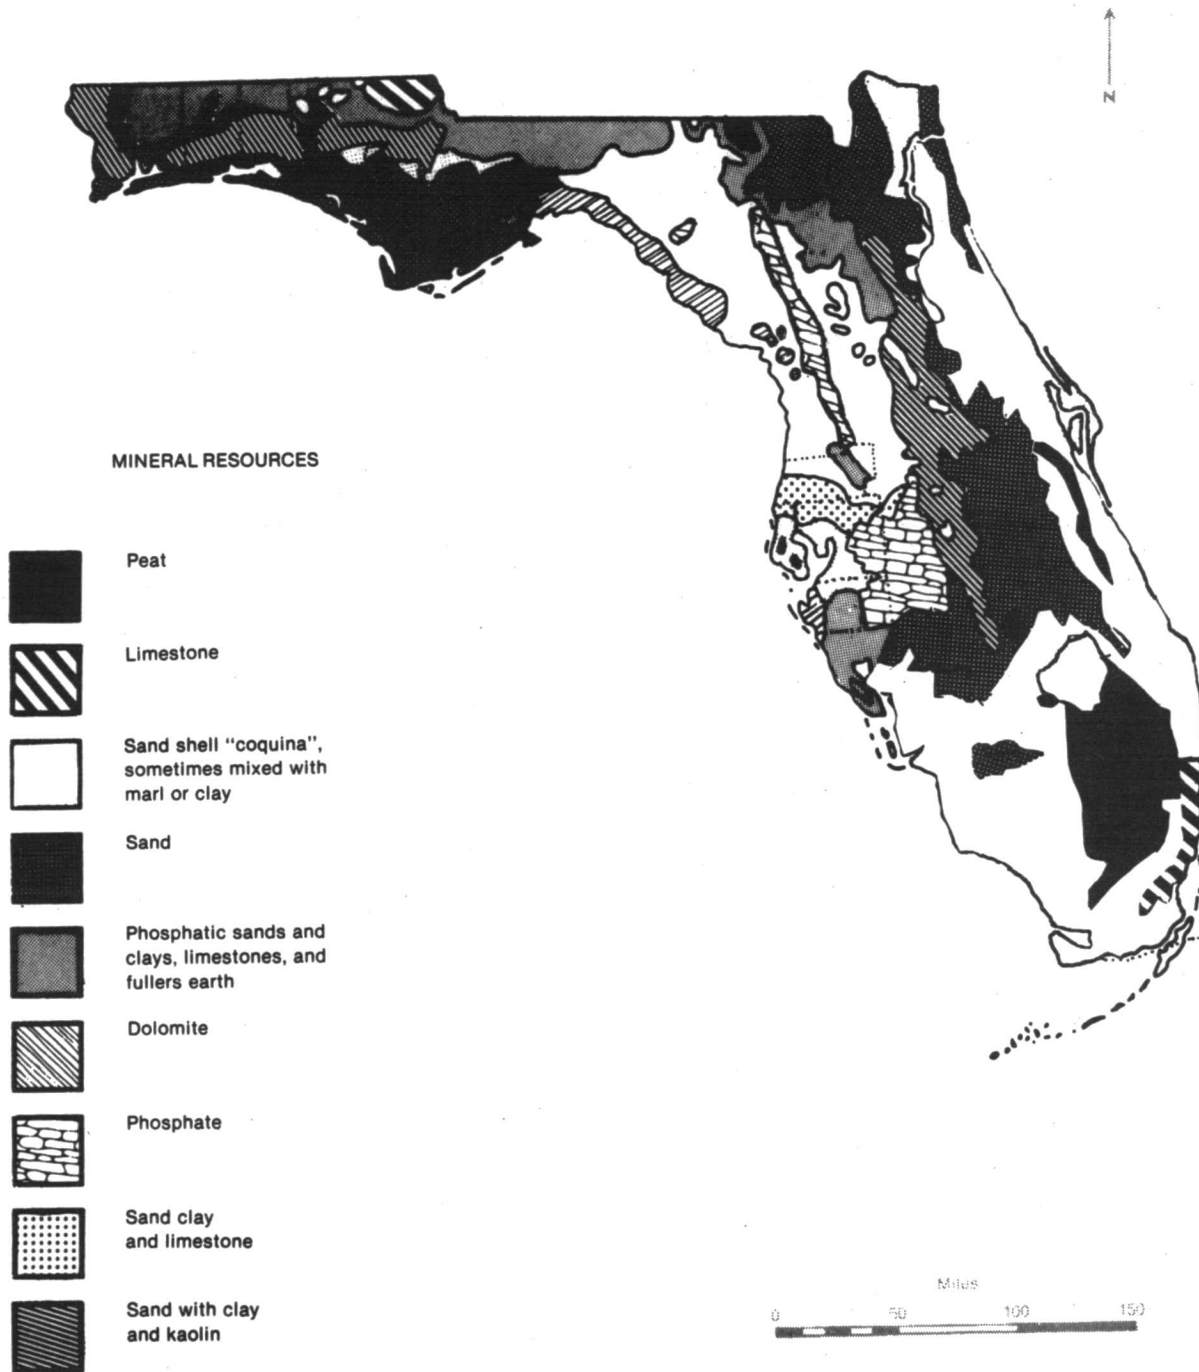 N
MINERAL RESOURCES
Peat
Limestone
Sand shell "coquina",
sometimes mixed with
marl or clay
Sand
Phosphatic sands and
clays, limestones, and
fullers earth
Dolomite
Phosphate
Sand clay
and limestone
Sand with clay
and kaolin
Miles
0 50 100 150